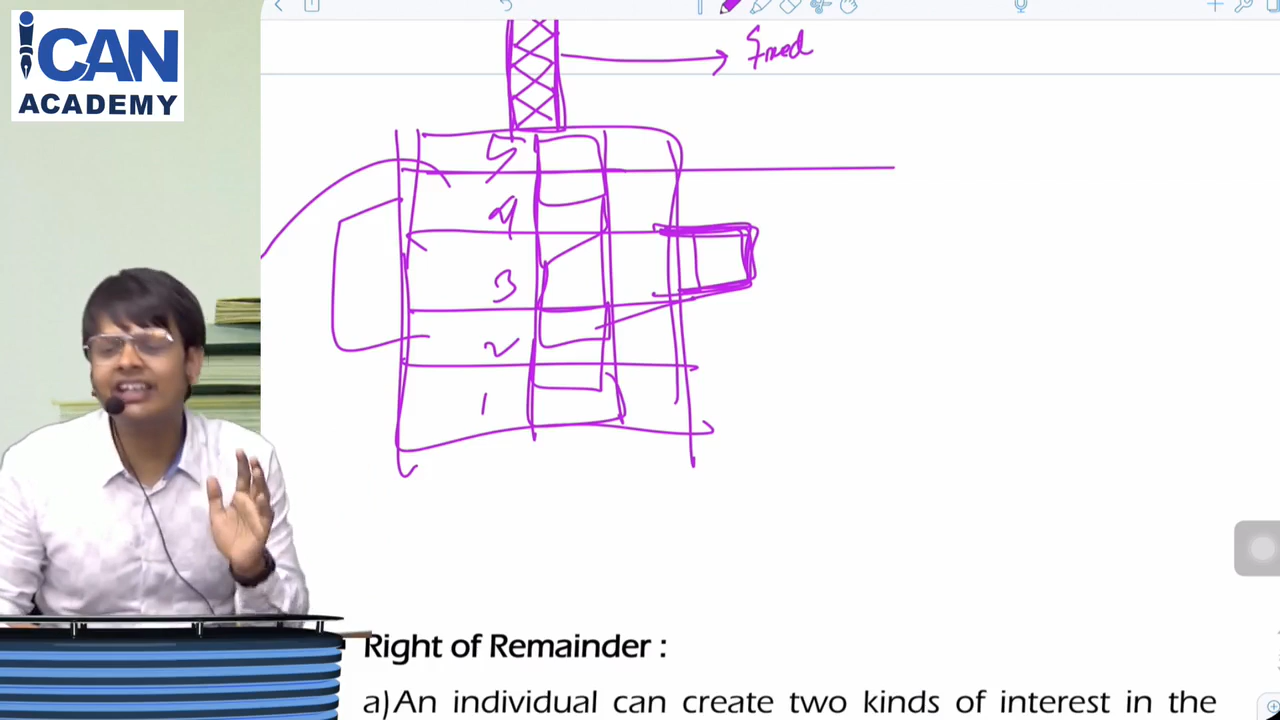 iCAN
ACADEMY
fixed
5
4
3
2
1
Right of Remainder :
a)An individual can create two kinds of interest in the